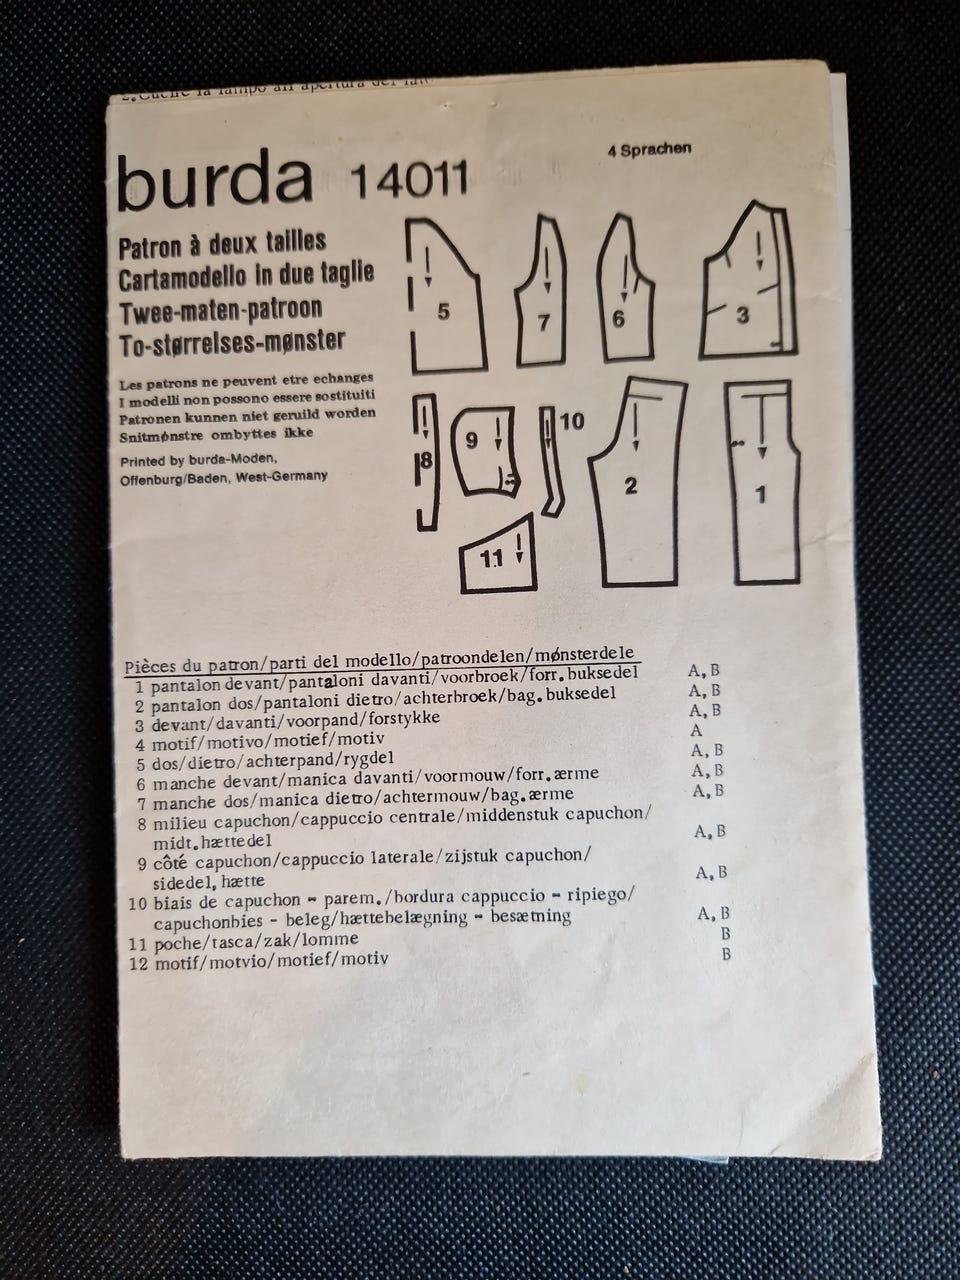 2. Cuche la lampo all'apertura del
burda 14011
4 Sprachen
Patron à deux tailles
Cartamodello in due taglie
Twee-maten-patroon
To-størrelses-mønster
Les patrons ne peuvent etre echanges
I modelli non possono essere sostituiti
Patronen kunnen niet geruild worden
Snitmønstre ombyttes ikke
Printed by burda-Moden,
Offenburg/Baden, West-Germany
5
7
6
3
8
9
10
2
1
11
Pièces du patron/parti del modello/patroondelen/mønsterdele
1 pantalon devant/pantaloni davanti/voorbroek/forr. buksedel A, B
2 pantalon dos/pantaloni dietro/achterbroek/bag. buksedel A, B
3 devant/davanti/voorpand/forstykke A, B
4 motif/motivo/motief/motiv A
5 dos/dietro/achterpand/rygdel A, B
6 manche devant/manica davanti/voormouw/forr. ærme A, B
7 manche dos/manica dietro/achtermouw/bag. ærme A, B
8 milieu capuchon/cappuccio centrale/middenstuk capuchon/
midt. hættedel A, B
9 côté capuchon/cappuccio laterale/zijstuk capuchon/
sidedel, hætte A, B
10 biais de capuchon - parem./bordura cappuccio - ripiego/
capuchonbies - beleg/hættebelægning - besætning A, B
11 poche/tasca/zak/lomme B
12 motif/motvio/motief/motiv B